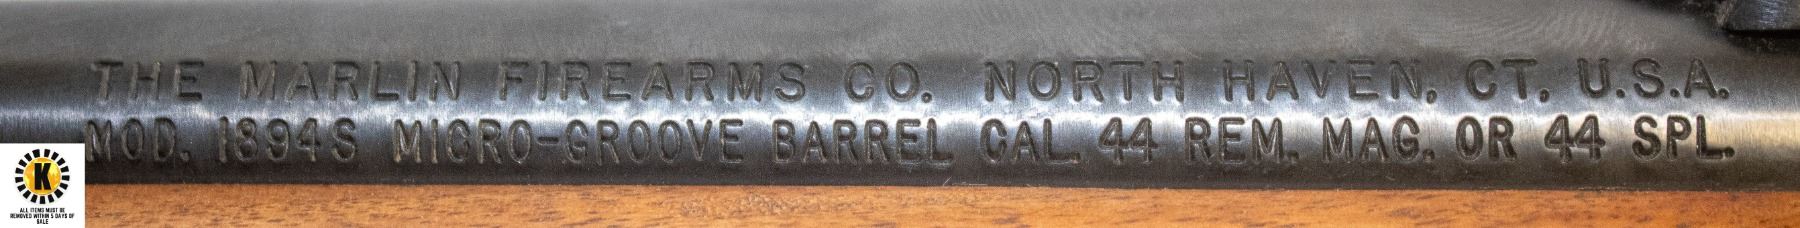 THE MARLIN FIREARMS CO. NORTH HAVEN, CT, U.S.A.
MOD. 1894S MICRO-GROOVE BARREL CAL. 44 REM. MAG. OR 44 SPL.
K
ALL ITEMS MUST BE
REMOVED WITHIN 5 DAYS OF
SALE